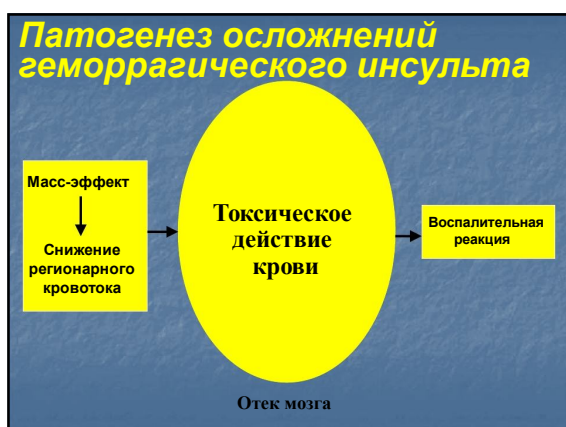 Патогенез осложнений
геморрагического инсульта
Масс-эффект
Снижение
регионарного
кровотока
Токсическое
действие
крови
Воспалительная
реакция
Отек мозга